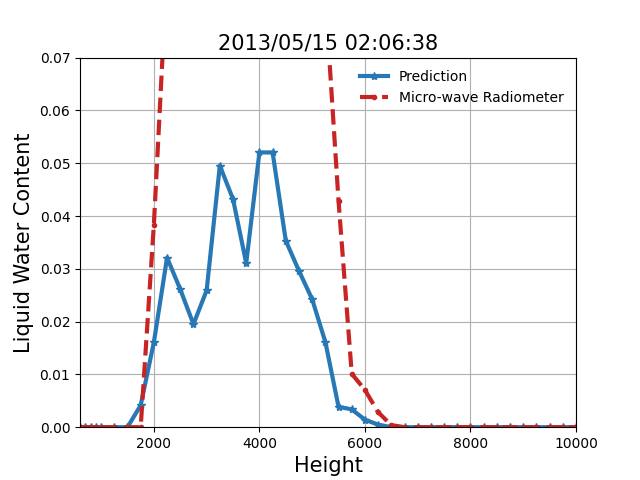 2013/05/15 02:06:38
0.07
0.06
0.05
0.04
0.03
0.02
0.01
0.00
Liquid Water Content
Prediction
Micro-wave Radiometer
2000 4000 6000 8000 10000
Height